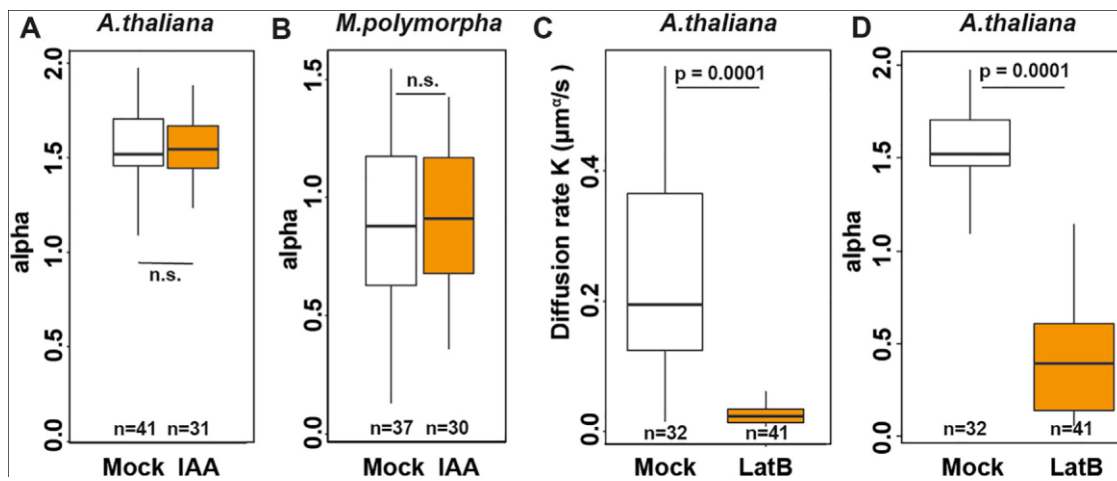 A A.thaliana
alpha
2.0
1.5
1.0
0.5
0.0
n.s.
n=41 n=31
Mock IAA
B M.polymorpha
alpha
1.5
1.0
0.5
0.0
n.s.
n=37 n=30
Mock IAA
C A.thaliana
Diffusion rate K (µmᵅ/s)
0.4
0.2
0.0
p = 0.0001
n=32 n=41
Mock LatB
D A.thaliana
alpha
2.0
1.5
1.0
0.5
0.0
p = 0.0001
n=32 n=41
Mock LatB